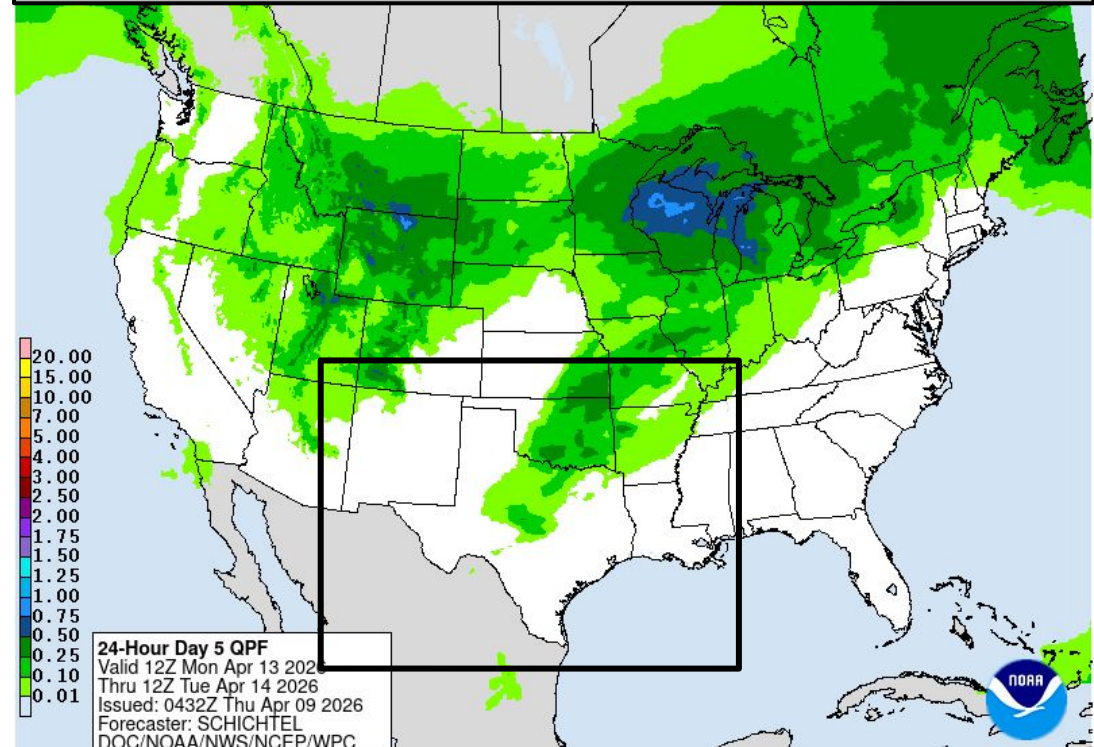 20.00
15.00
10.00
7.00
5.00
4.00
3.00
2.50
2.00
1.75
1.50
1.25
1.00
0.75
0.50
0.25
0.10
0.01
24-Hour Day 5 QPF
Valid 12Z Mon Apr 13 2026
Thru 12Z Tue Apr 14 2026
Issued: 0432Z Thu Apr 09 2026
Forecaster: SCHICHTEL
DOC/NOAA/NWS/NCEP/WPC
NOAA